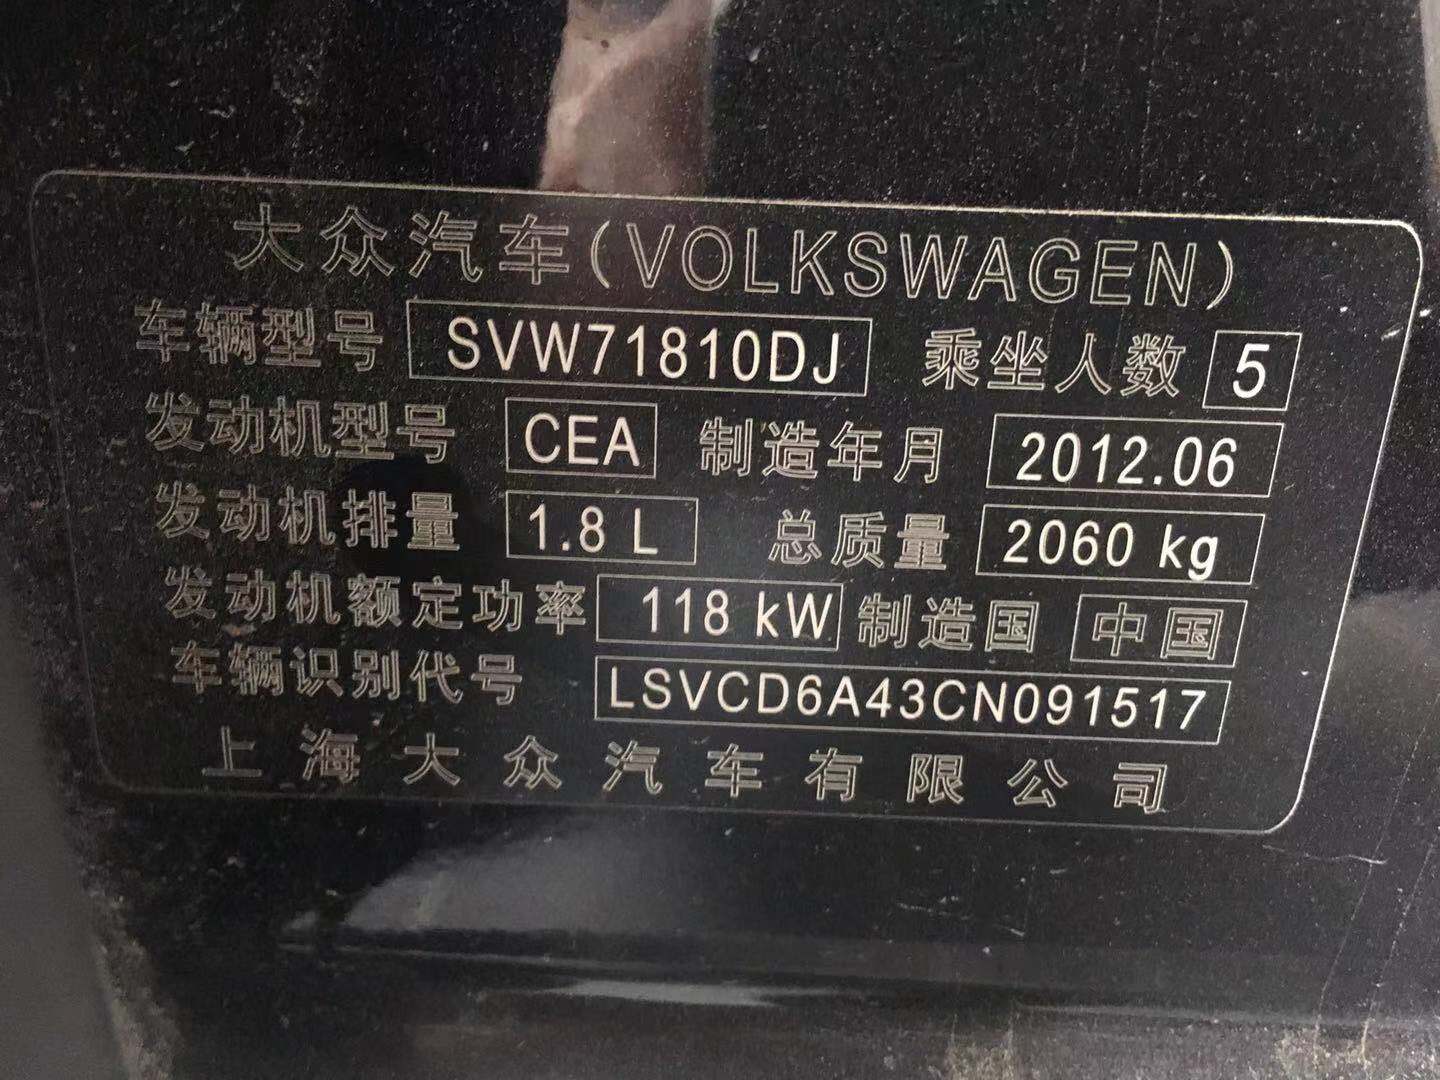 大众汽车(VOLKSWAGEN)
车辆型号 SVW71810DJ 乘坐人数 5
发动机型号 CEA 制造年月 2012.06
发动机排量 1.8 L 总质量 2060 kg
发动机额定功率 118 kW 制造国 中国
车辆识别代号 LSVCD6A43CN091517
上海大众汽车有限公司